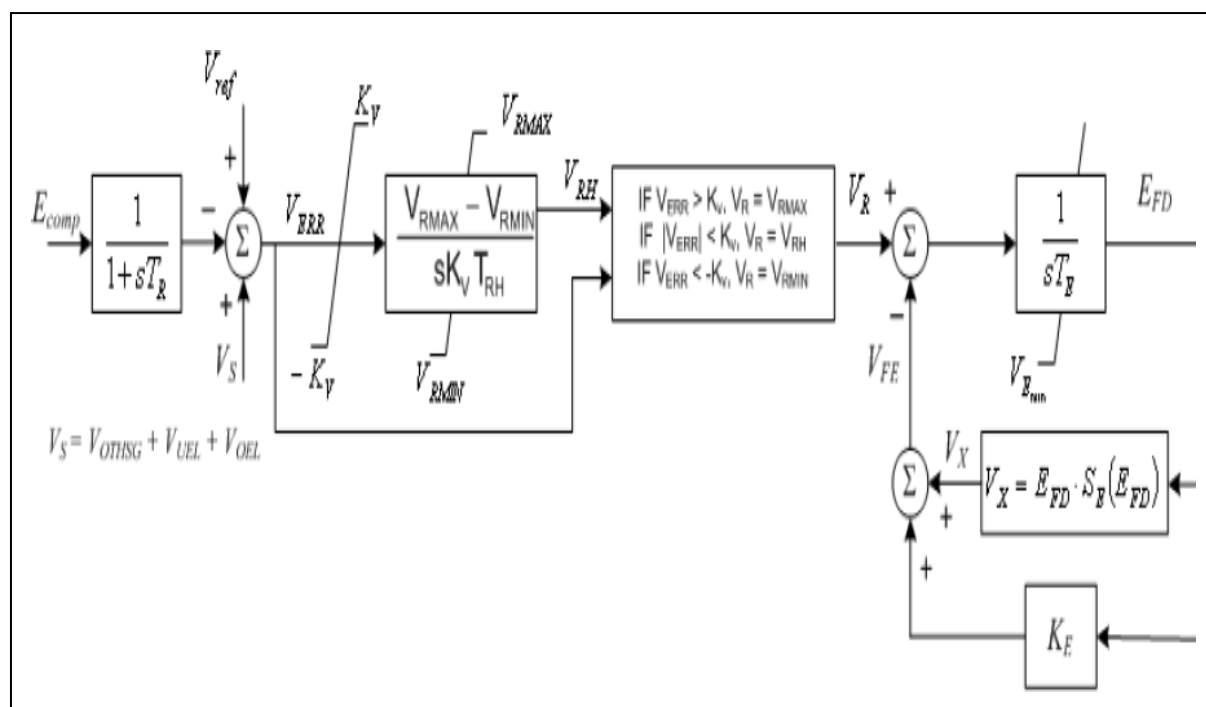 V_ref
K_V
V_RMAX
E_comp
1
1+sT_R
−
+
Σ
+
V_S
V_ERR
− K_V
V_RMAX − V_RMIN
sK_V T_RH
V_RMIN
V_RH
IF V_ERR > K_V, V_R = V_RMAX
IF |V_ERR| < K_V, V_R = V_RH
IF V_ERR < -K_V, V_R = V_RMIN
V_R
+
Σ
−
V_FE
1
sT_E
E_FD
V_Emin
V_S = V_OTHSG + V_UEL + V_OEL
Σ
V_X
+
+
V_X = E_FD · S_E(E_FD)
K_E